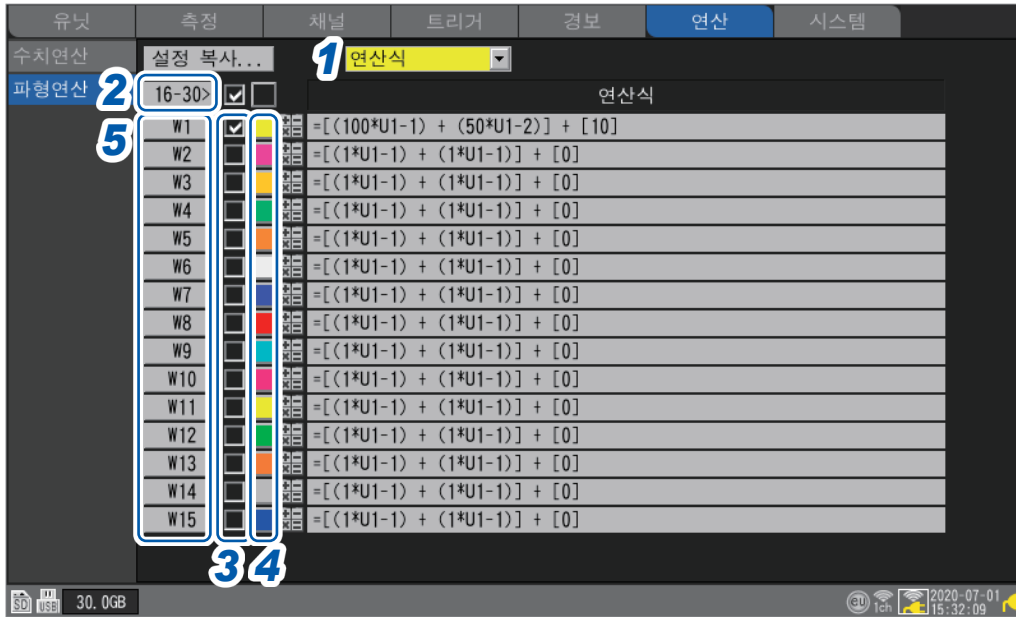 유닛 측정 채널 트리거 경보 연산 시스템
수치연산 설정 복사... 1 연산식
파형연산 2 16-30> 연산식
5 W1 =[(100*U1-1) + (50*U1-2)] + [10]
W2 =[(1*U1-1) + (1*U1-1)] + [0]
W3 =[(1*U1-1) + (1*U1-1)] + [0]
W4 =[(1*U1-1) + (1*U1-1)] + [0]
W5 =[(1*U1-1) + (1*U1-1)] + [0]
W6 =[(1*U1-1) + (1*U1-1)] + [0]
W7 =[(1*U1-1) + (1*U1-1)] + [0]
W8 =[(1*U1-1) + (1*U1-1)] + [0]
W9 =[(1*U1-1) + (1*U1-1)] + [0]
W10 =[(1*U1-1) + (1*U1-1)] + [0]
W11 =[(1*U1-1) + (1*U1-1)] + [0]
W12 =[(1*U1-1) + (1*U1-1)] + [0]
W13 =[(1*U1-1) + (1*U1-1)] + [0]
W14 =[(1*U1-1) + (1*U1-1)] + [0]
W15 =[(1*U1-1) + (1*U1-1)] + [0]
3 4
SD USB 30.0GB eu 1ch 2020-07-01
15:32:09